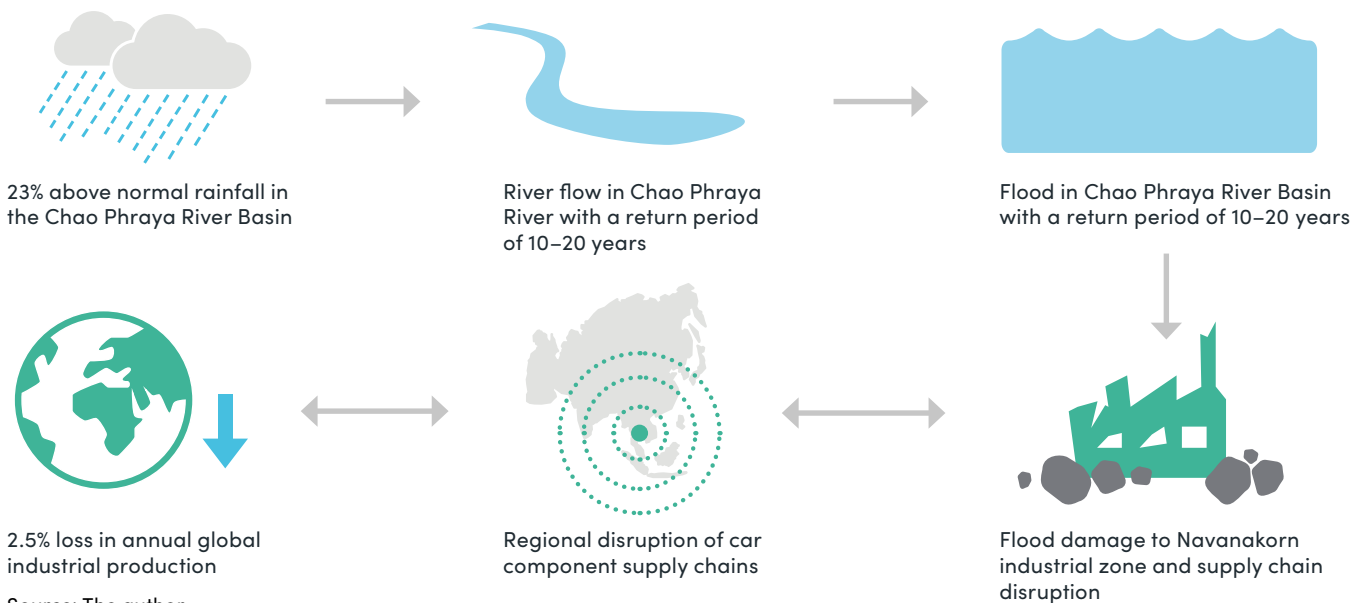 23% above normal rainfall in
the Chao Phraya River Basin
River flow in Chao Phraya
River with a return period
of 10–20 years
Flood in Chao Phraya River Basin
with a return period of 10–20 years
2.5% loss in annual global
industrial production
Regional disruption of car
component supply chains
Flood damage to Navanakorn
industrial zone and supply chain
disruption
Source: The author